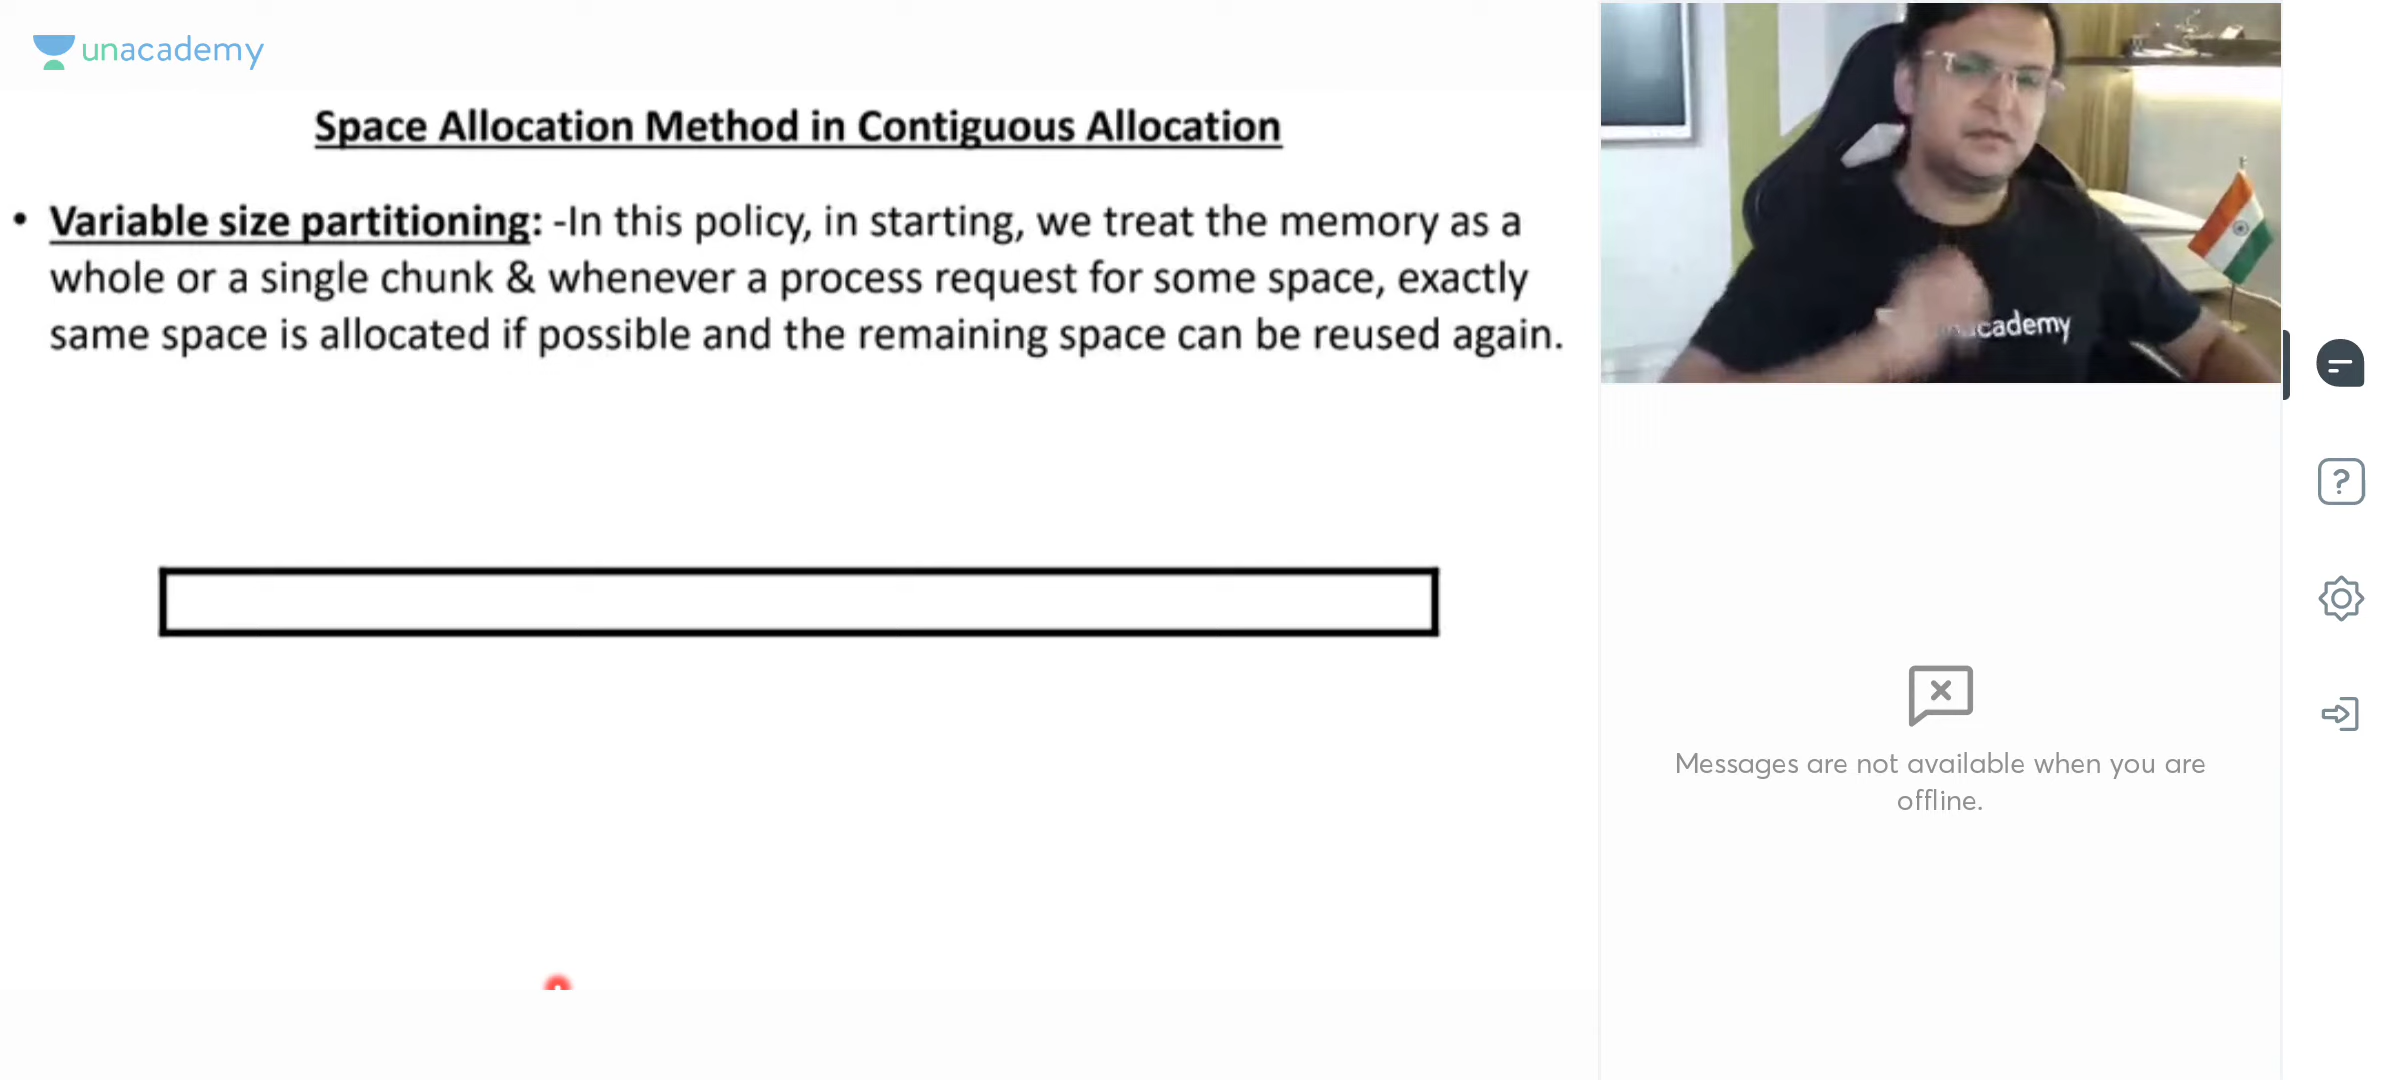 unacademy
Space Allocation Method in Contiguous Allocation
• Variable size partitioning: -In this policy, in starting, we treat the memory as a
whole or a single chunk & whenever a process request for some space, exactly
same space is allocated if possible and the remaining space can be reused again.
academy
?
Messages are not available when you are
offline.